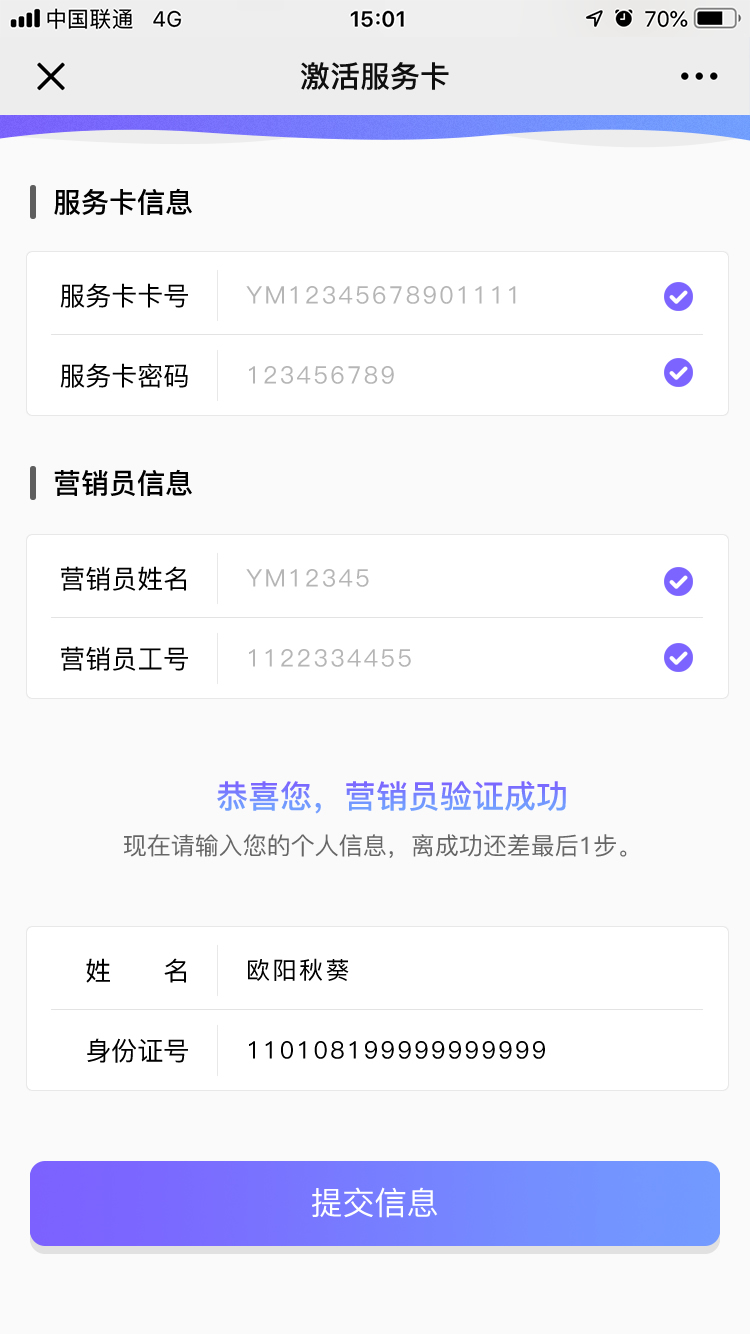 中国联通 4G 15:01 70%
激活服务卡
服务卡信息
服务卡卡号 YM12345678901111
服务卡密码 123456789
营销员信息
营销员姓名 YM12345
营销员工号 1122334455
恭喜您，营销员验证成功
现在请输入您的个人信息，离成功还差最后1步。
姓 名 欧阳秋葵
身份证号 110108199999999999
提交信息